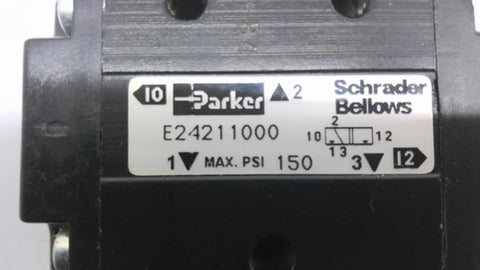 10 Parker ▲2 Schrader Bellows
E24211000
2
10 12
1 3
1▼ MAX. PSI 150 3▼ 12